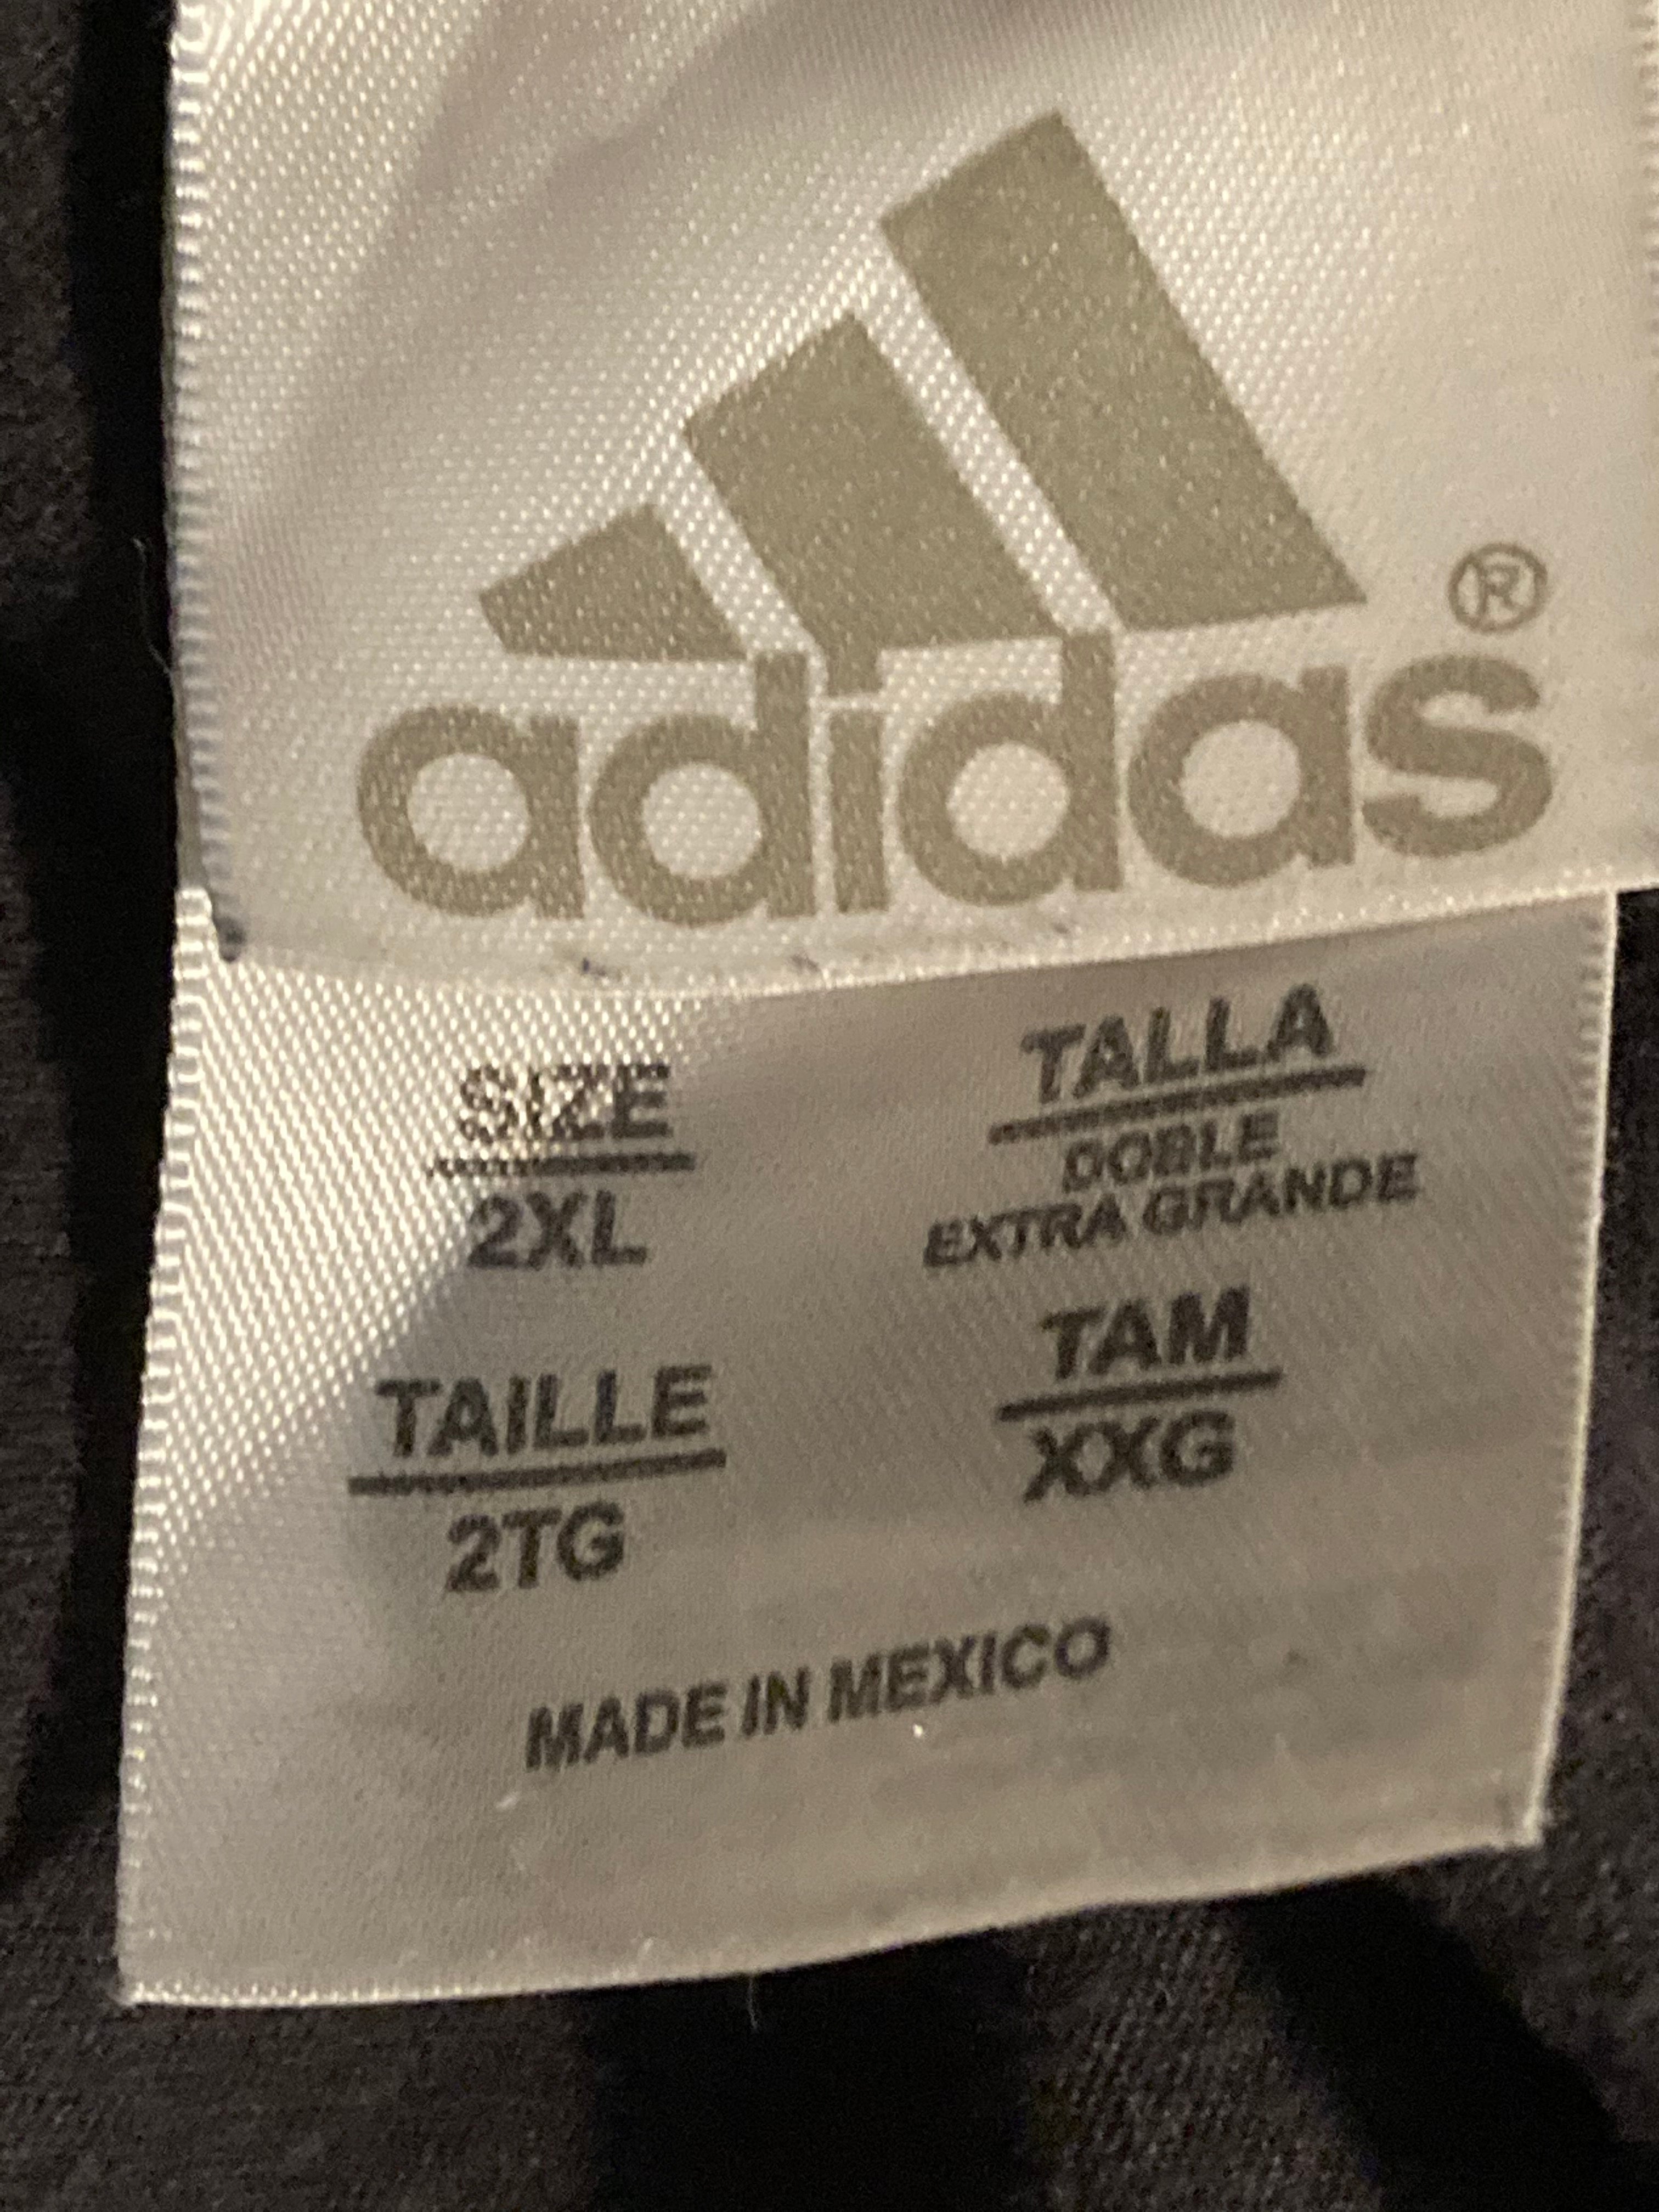 adidas®
SIZE
2XL
TALLA
DOBLE
EXTRA GRANDE
TAILLE
2TG
TAM
XXG
MADE IN MEXICO